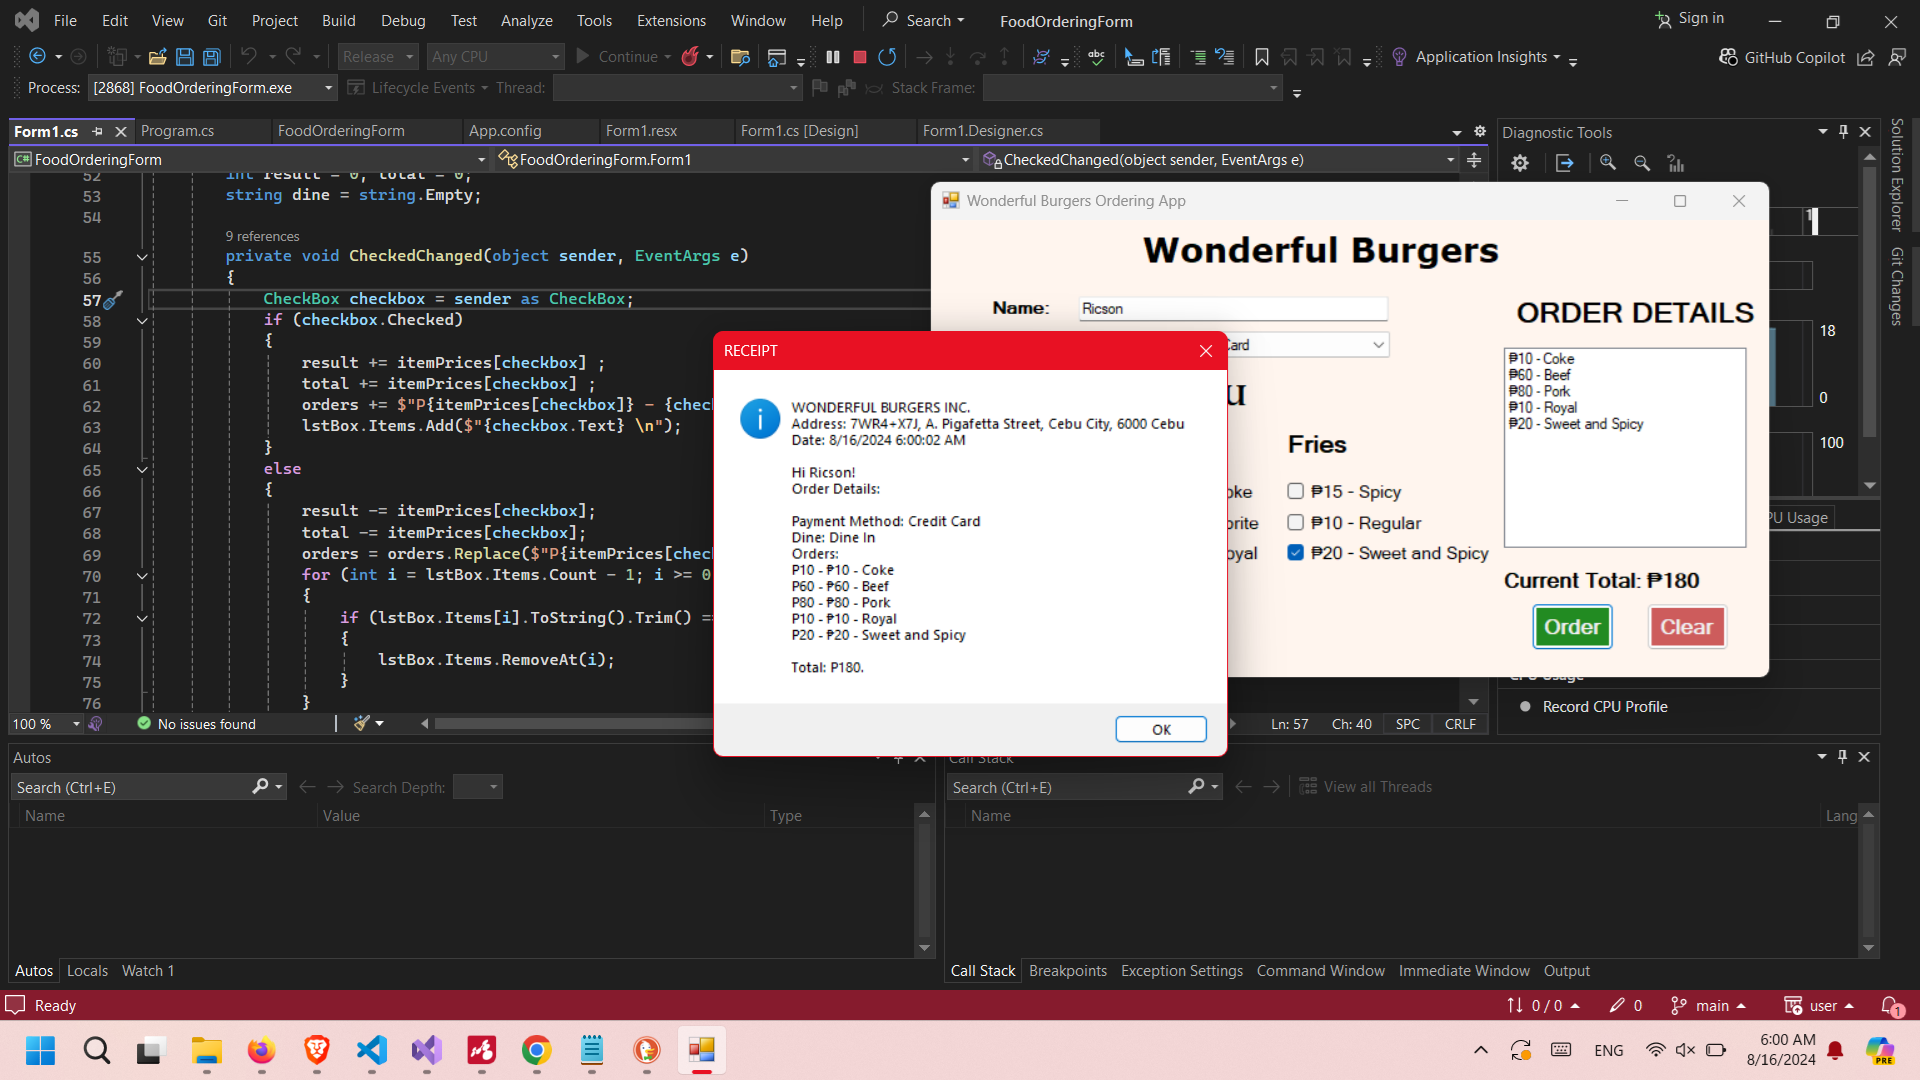 File Edit View Git Project Build Debug Test Analyze Tools Extensions Window Help Search FoodOrderingForm Sign in
Release Any CPU Continue abc Application Insights GitHub Copilot
Process: [2868] FoodOrderingForm.exe Lifecycle Events Thread: Stack Frame:
Form1.cs Program.cs FoodOrderingForm App.config Form1.resx Form1.cs [Design] Form1.Designer.cs
C# FoodOrderingForm FoodOrderingForm.Form1 CheckedChanged(object sender, EventArgs e)
52 int result = 0, total = 0;
53 string dine = string.Empty;
54
9 references
55 private void CheckedChanged(object sender, EventArgs e)
56 {
57 CheckBox checkbox = sender as CheckBox;
58 if (checkbox.Checked)
59 {
60 result += itemPrices[checkbox] ;
61 total += itemPrices[checkbox] ;
62 orders += $"P{itemPrices[checkbox]} - {chec
63 lstBox.Items.Add($"{checkbox.Text} \n");
64 }
65 else
66 {
67 result -= itemPrices[checkbox];
68 total -= itemPrices[checkbox];
69 orders = orders.Replace($"P{itemPrices[chec
70 for (int i = lstBox.Items.Count - 1; i >= 0
71 {
72 if (lstBox.Items[i].ToString().Trim() ==
73 {
74 lstBox.Items.RemoveAt(i);
75 }
76 }
100 % No issues found Ln: 57 Ch: 40 SPC CRLF
Wonderful Burgers Ordering App
Wonderful Burgers
Name: Ricson
Card
u
Fries
oke
₱15 - Spicy
rite
₱10 - Regular
oyal
₱20 - Sweet and Spicy
ORDER DETAILS
₱10 - Coke
₱60 - Beef
₱80 - Pork
₱10 - Royal
₱20 - Sweet and Spicy
Current Total: ₱180
Order Clear
RECEIPT
WONDERFUL BURGERS INC.
Address: 7WR4+X7J, A. Pigafetta Street, Cebu City, 6000 Cebu
Date: 8/16/2024 6:00:02 AM
Hi Ricson!
Order Details:
Payment Method: Credit Card
Dine: Dine In
Orders:
P10 - ₱10 - Coke
P60 - ₱60 - Beef
P80 - ₱80 - Pork
P10 - ₱10 - Royal
P20 - ₱20 - Sweet and Spicy
Total: P180.
OK
Diagnostic Tools
18
0
100
PU Usage
CPU Usage
Record CPU Profile
Solution Explorer
Git Changes
Autos
Search (Ctrl+E) Search Depth:
Name Value Type
Autos Locals Watch 1
Call Stack
Search (Ctrl+E) View all Threads
Name Lang
Call Stack Breakpoints Exception Settings Command Window Immediate Window Output
Ready 0 / 0 0 main user 1
ENG
6:00 AM
8/16/2024
PRE